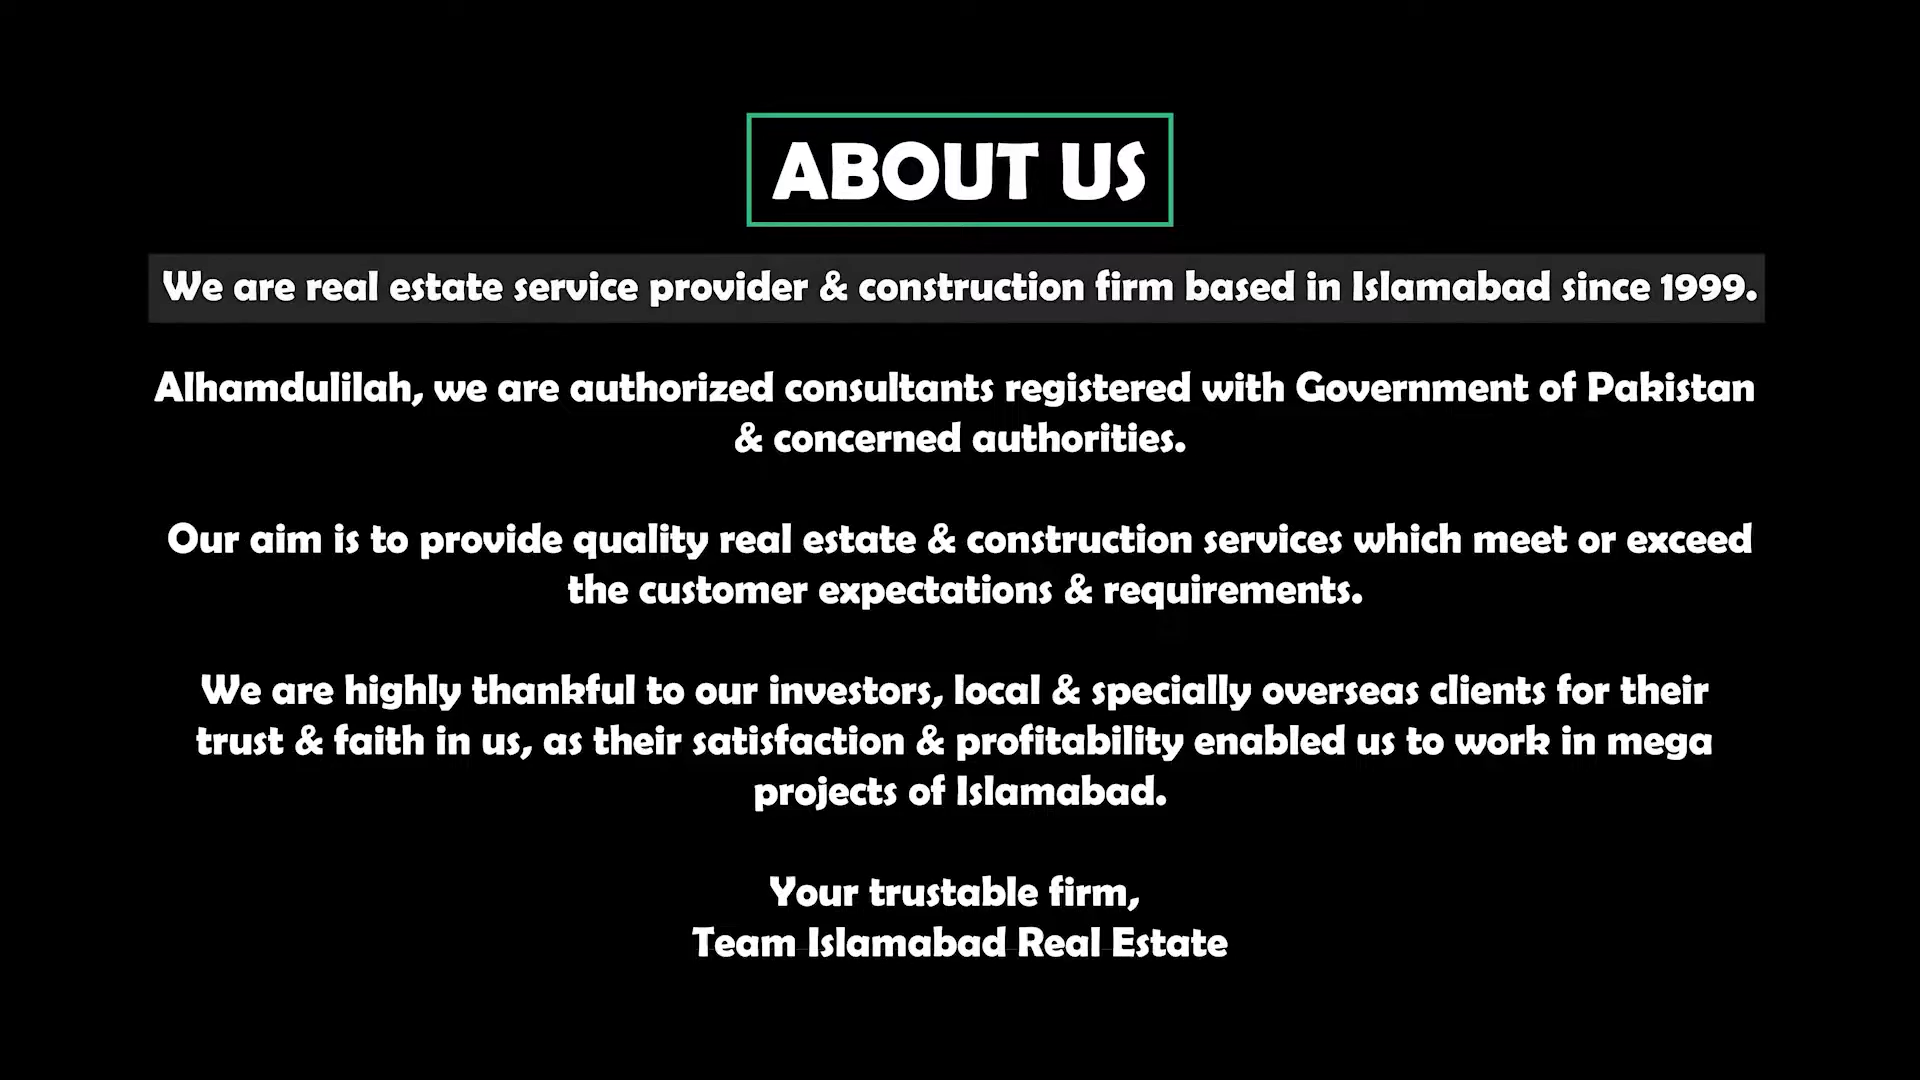 ABOUT US
We are real estate service provider & construction firm based in Islamabad since 1999.
Alhamdulilah, we are authorized consultants registered with Government of Pakistan
& concerned authorities.
Our aim is to provide quality real estate & construction services which meet or exceed
the customer expectations & requirements.
We are highly thankful to our investors, local & specially overseas clients for their
trust & faith in us, as their satisfaction & profitability enabled us to work in mega
projects of Islamabad.
Your trustable firm,
Team Islamabad Real Estate